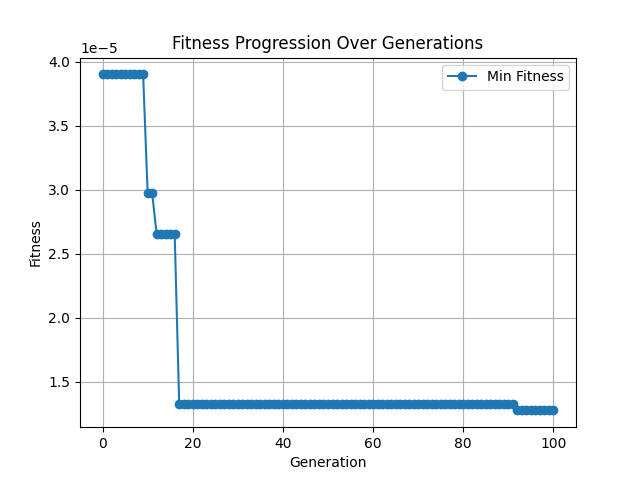 Fitness Progression Over Generations
1e−5
Min Fitness
4.0
3.5
3.0
2.5
2.0
1.5
Fitness
0 20 40 60 80 100
Generation